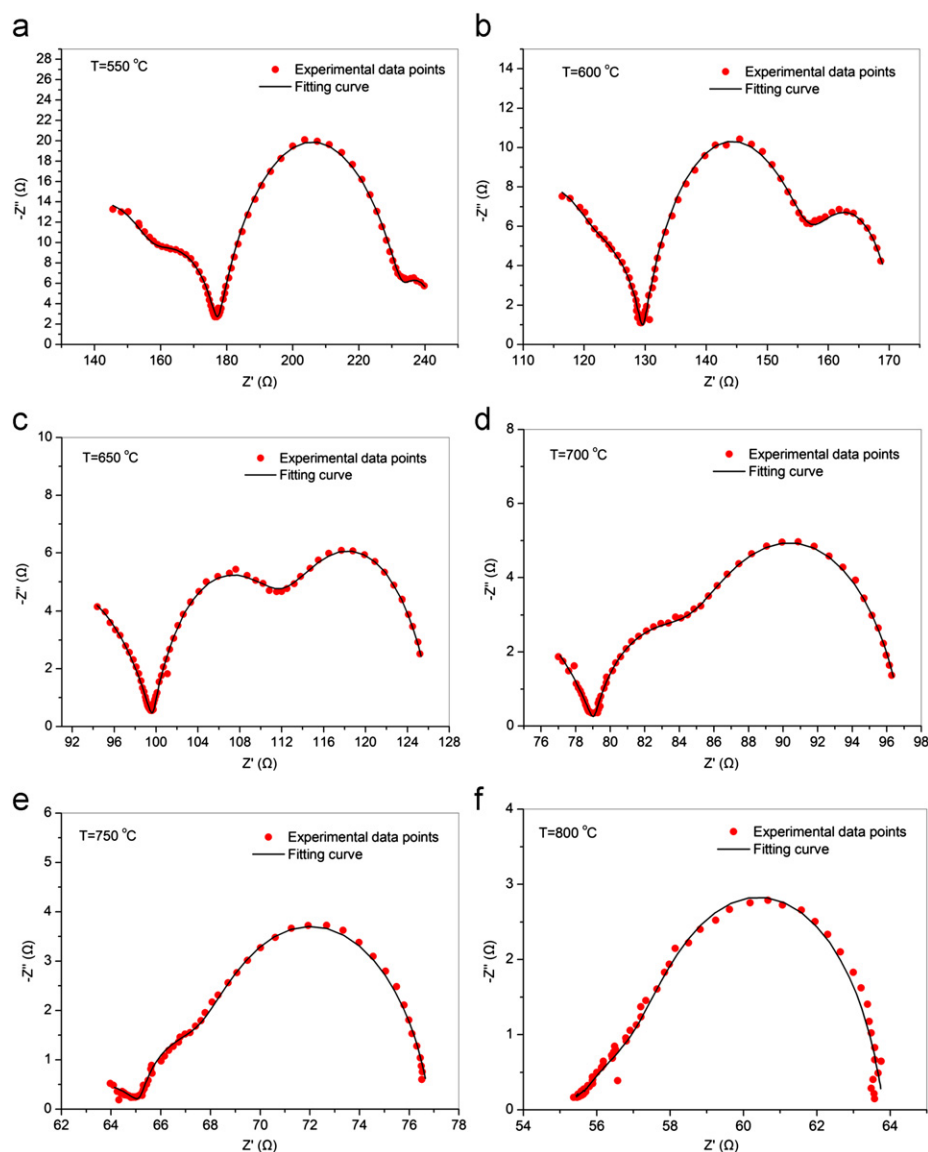 a
T=550 °C
Experimental data points
Fitting curve
-Z'' (Ω)
28
26
24
22
20
18
16
14
12
10
8
6
4
2
0
140 160 180 200 220 240
Z' (Ω)
b
T=600 °C
Experimental data points
Fitting curve
-Z'' (Ω)
14
12
10
8
6
4
2
0
110 120 130 140 150 160 170
Z' (Ω)
c
T=650 °C
Experimental data points
Fitting curve
-Z'' (Ω)
10
8
6
4
2
0
92 96 100 104 108 112 116 120 124 128
Z' (Ω)
d
T=700 °C
Experimental data points
Fitting curve
-Z'' (Ω)
8
6
4
2
0
76 78 80 82 84 86 88 90 92 94 96 98
Z' (Ω)
e
T=750 °C
Experimental data points
Fitting curve
-Z'' (Ω)
6
5
4
3
2
1
0
62 64 66 68 70 72 74 76 78
Z' (Ω)
f
T=800 °C
Experimental data points
Fitting curve
-Z'' (Ω)
4
3
2
1
0
54 56 58 60 62 64
Z' (Ω)